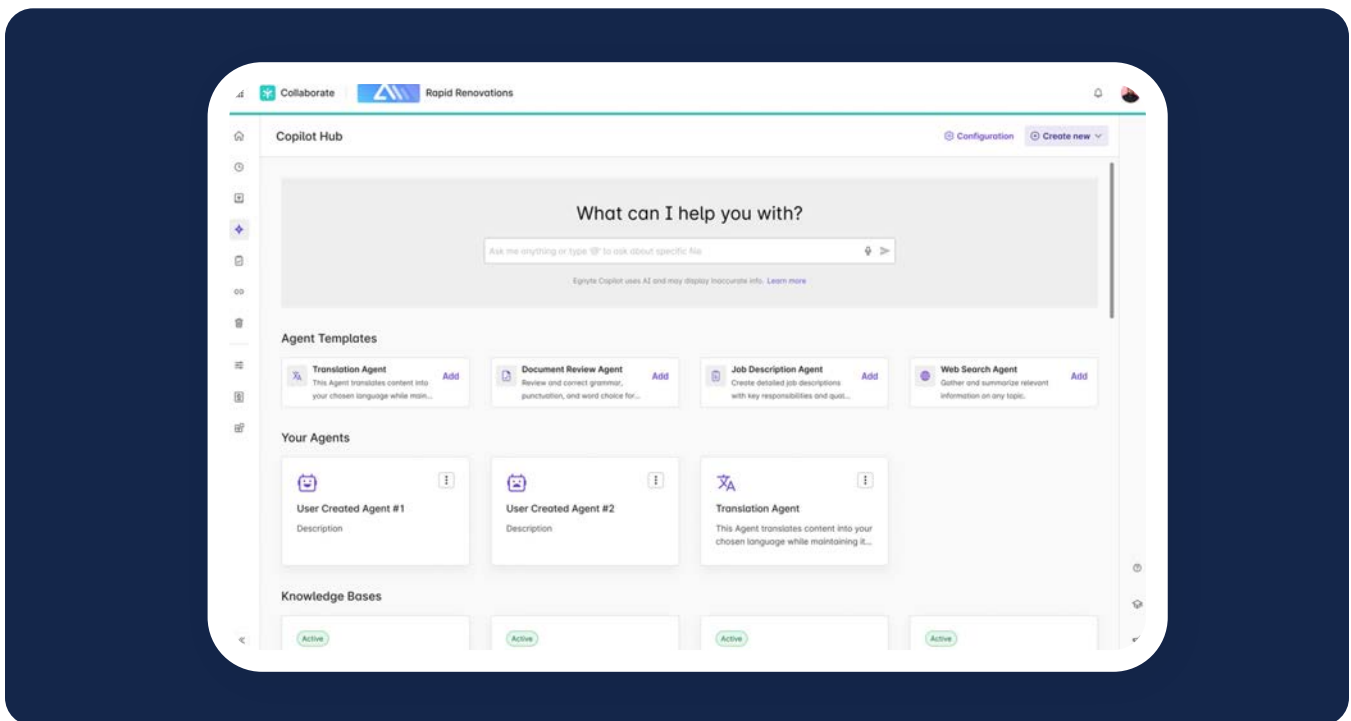 Collaborate
Rapid Renovations
Copilot Hub
Configuration
Create new
What can I help you with?
Ask me anything or type '@' to ask about specific file
Egnyte Copilot uses AI and may display inaccurate info. Learn more
Agent Templates
Translation Agent
This Agent translates content into
your chosen language while main...
Add
Document Review Agent
Review and correct grammar,
punctuation, and word choice for...
Add
Job Description Agent
Create detailed job descriptions
with key responsibilities and qual...
Add
Web Search Agent
Gather and summarize relevant
information on any topic.
Add
Your Agents
User Created Agent #1
Description
User Created Agent #2
Description
Translation Agent
This Agent translates content into your
chosen language while maintaining it...
Knowledge Bases
Active
Active
Active
Active